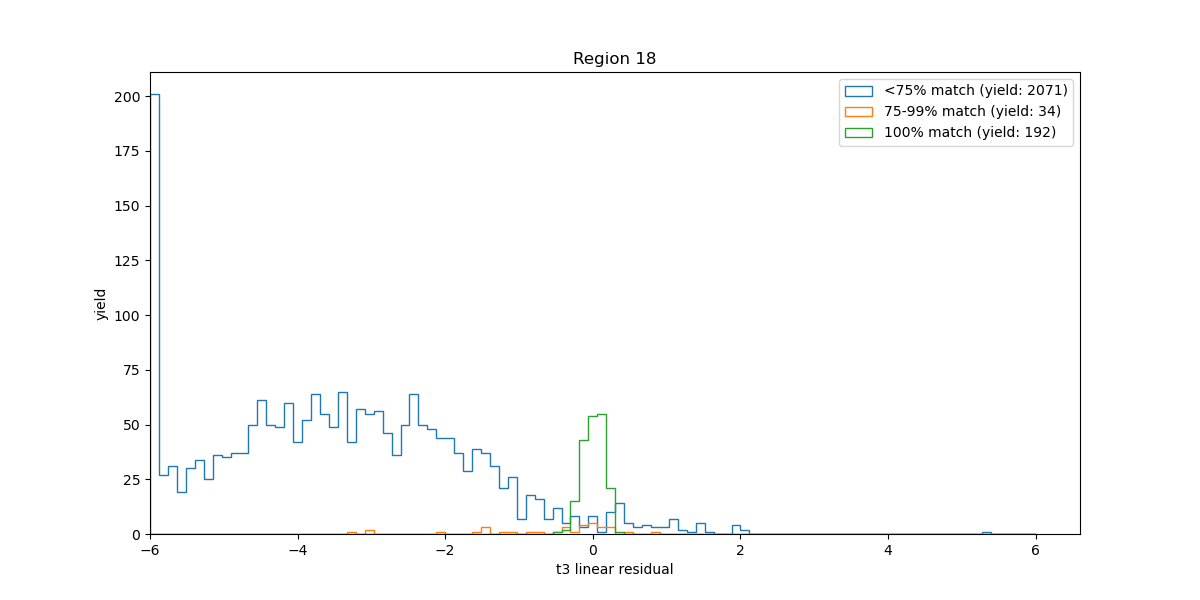 Region 18
<75% match (yield: 2071)
75-99% match (yield: 34)
100% match (yield: 192)
200
175
150
125
100
75
50
25
0
yield
−6
−4
−2
0
2
4
6
t3 linear residual